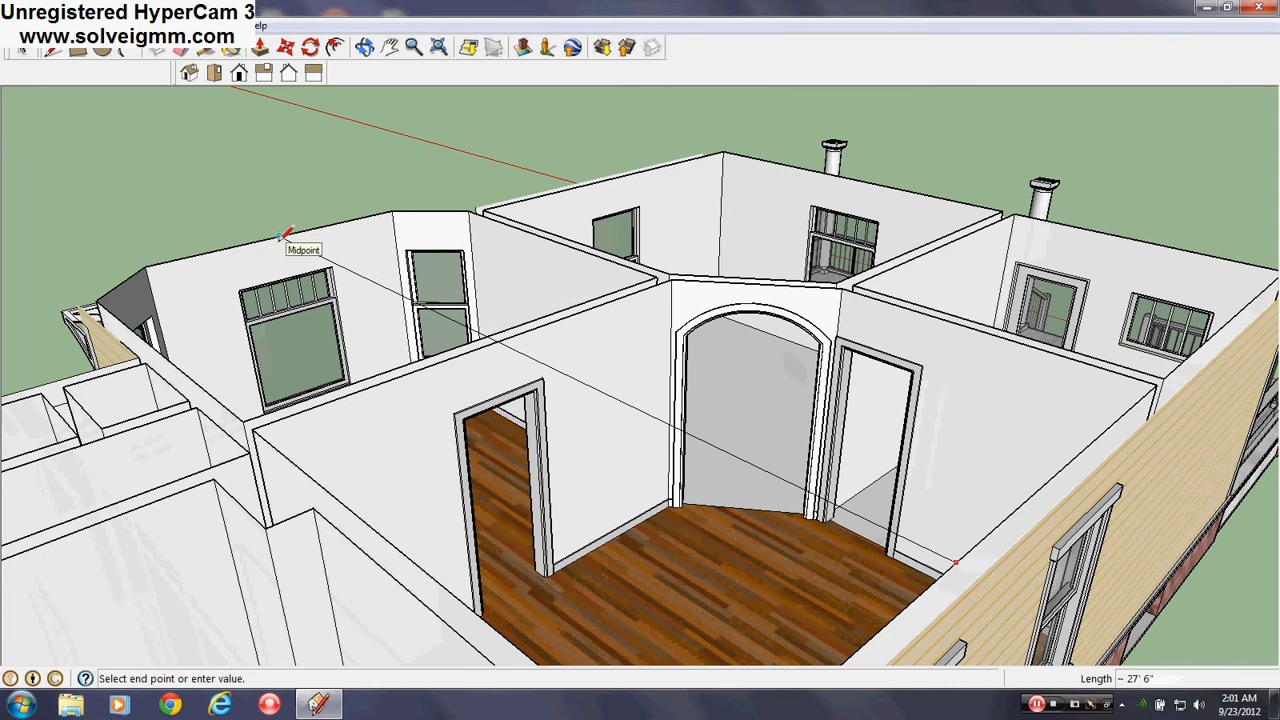 Unregistered HyperCam 3
www.solveigmm.com
elp
Midpoint
Select end point or enter value.
Length
~ 27' 6"
2:01 AM
9/23/2012